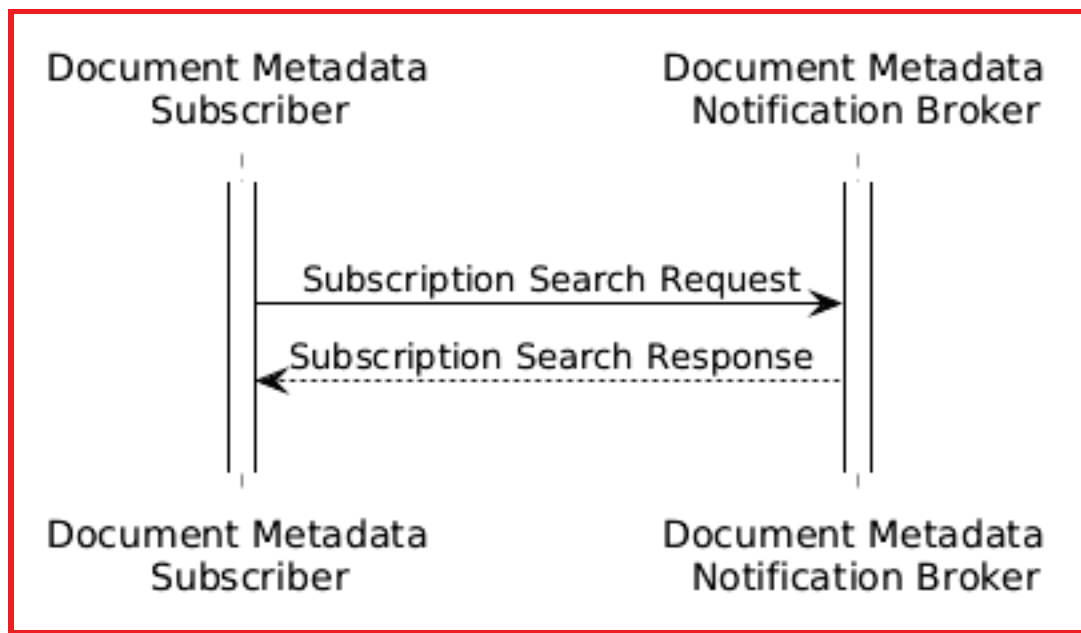 Document Metadata
Subscriber
Document Metadata
Notification Broker
Subscription Search Request
Subscription Search Response
Document Metadata
Subscriber
Document Metadata
Notification Broker